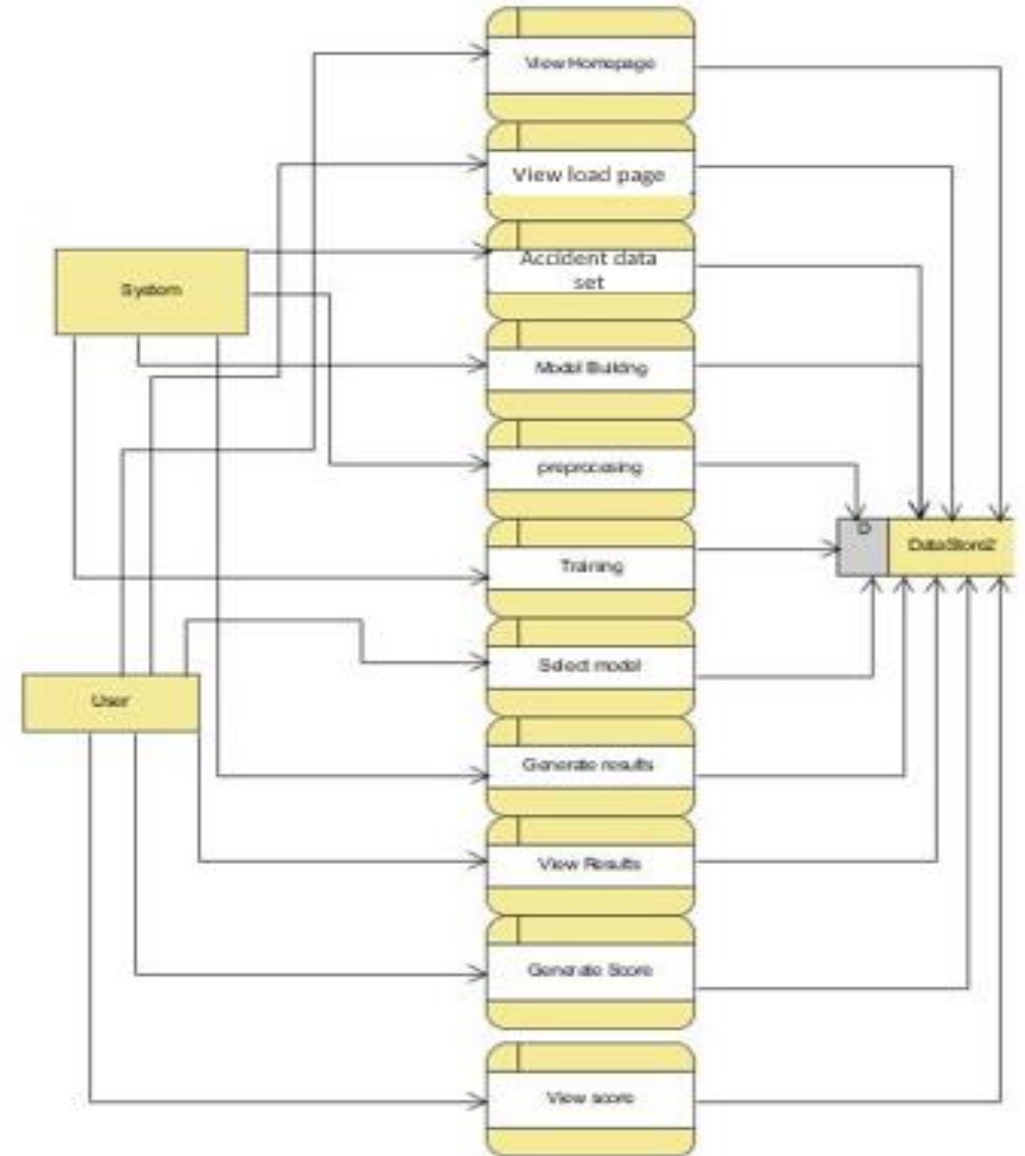 View Homepage
View load page
Accident data
set
System
Model Building
preprocesing
D
DataStore2
Training
Select model
User
Generate results
View Results
Generate Score
View score